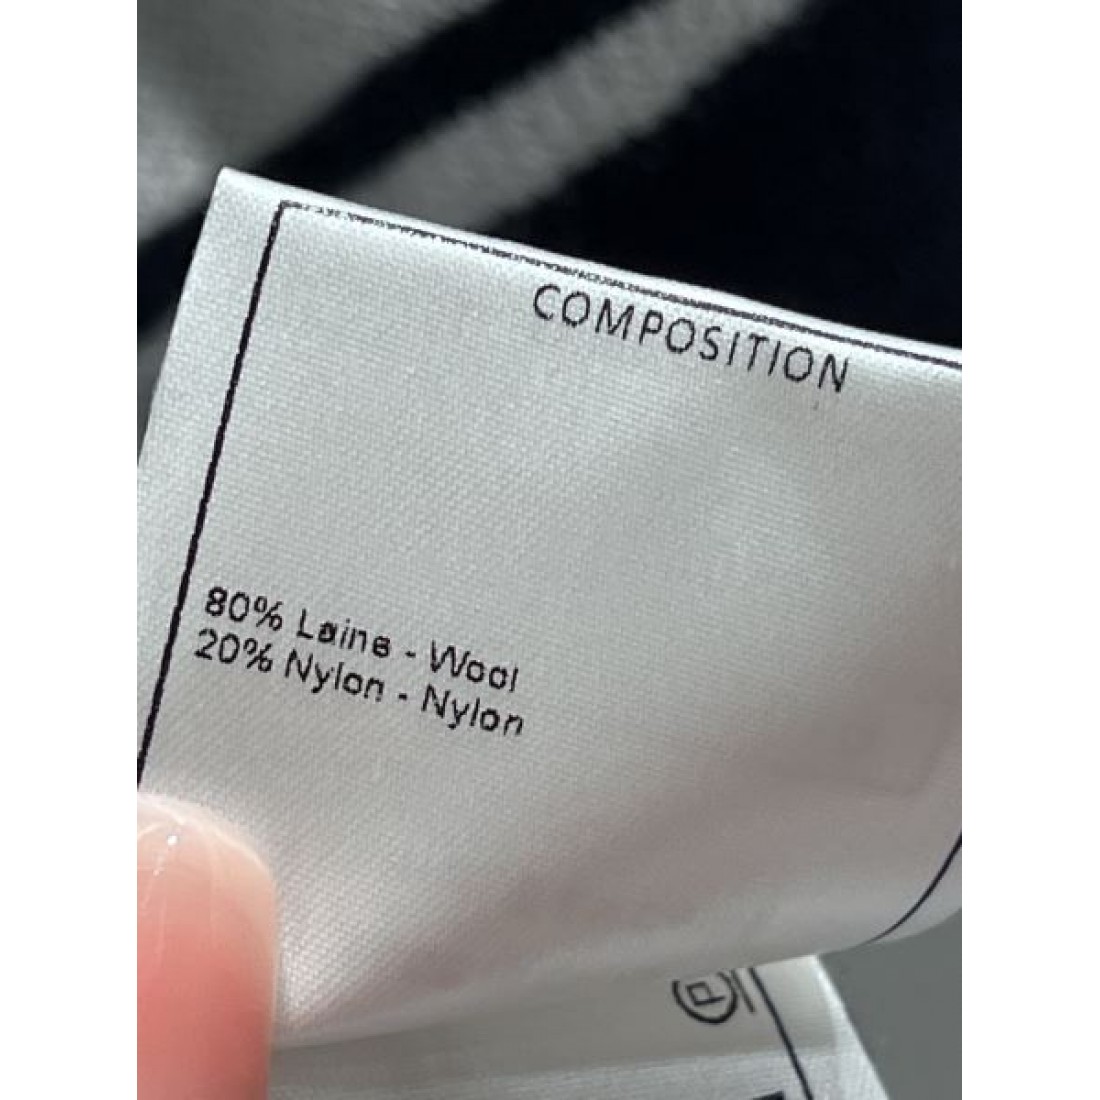 COMPOSITION
80% Laine - Wool
20% Nylon - Nylon
P